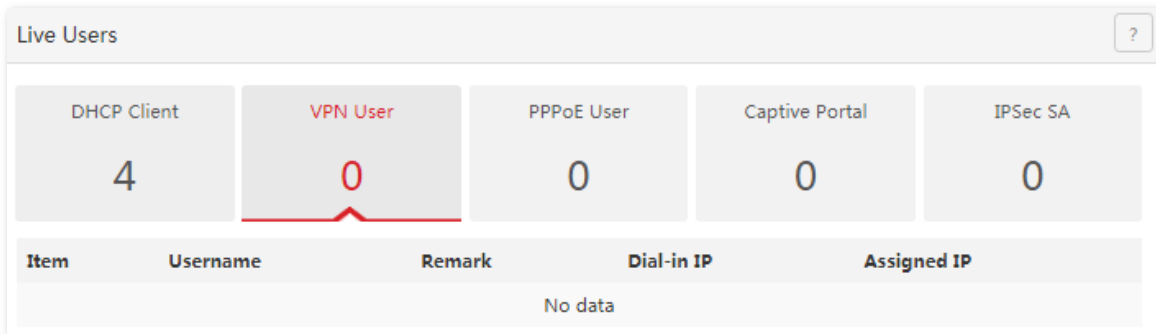 Live Users
?
DHCP Client VPN User PPPoE User Captive Portal IPSec SA
4 0 0 0 0
Item Username Remark Dial-in IP Assigned IP
No data